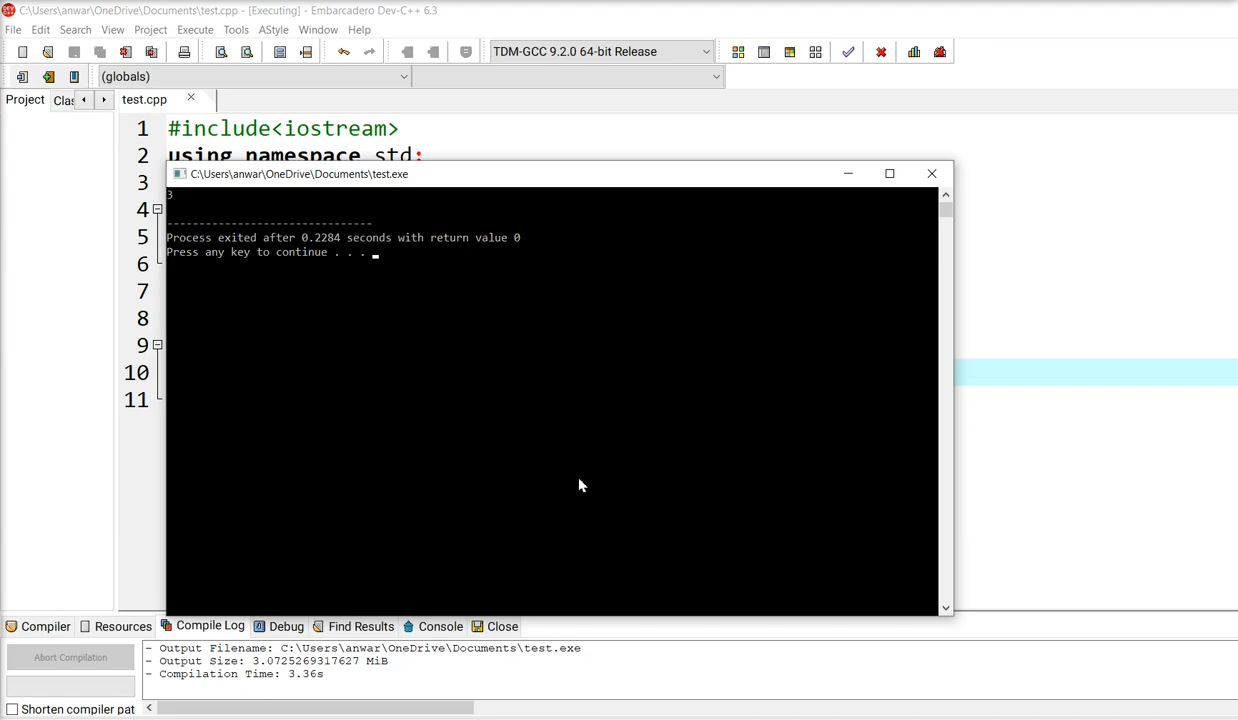 C:\Users\anwar\OneDrive\Documents\test.cpp - [Executing] - Embarcadero Dev-C++ 6.3
File Edit Search View Project Execute Tools AStyle Window Help
TDM-GCC 9.2.0 64-bit Release
(globals)
Project Clas test.cpp
1 #include<iostream>
2 using namespace std;
C:\Users\anwar\OneDrive\Documents\test.exe
3
3
4
--------------------------------
5
Process exited after 0.2284 seconds with return value 0
Press any key to continue . . .
6
7
8
9
10
11
Compiler Resources Compile Log Debug Find Results Console Close
Abort Compilation
- Output Filename: C:\Users\anwar\OneDrive\Documents\test.exe
- Output Size: 3.0725269317627 MiB
- Compilation Time: 3.36s
Shorten compiler pat